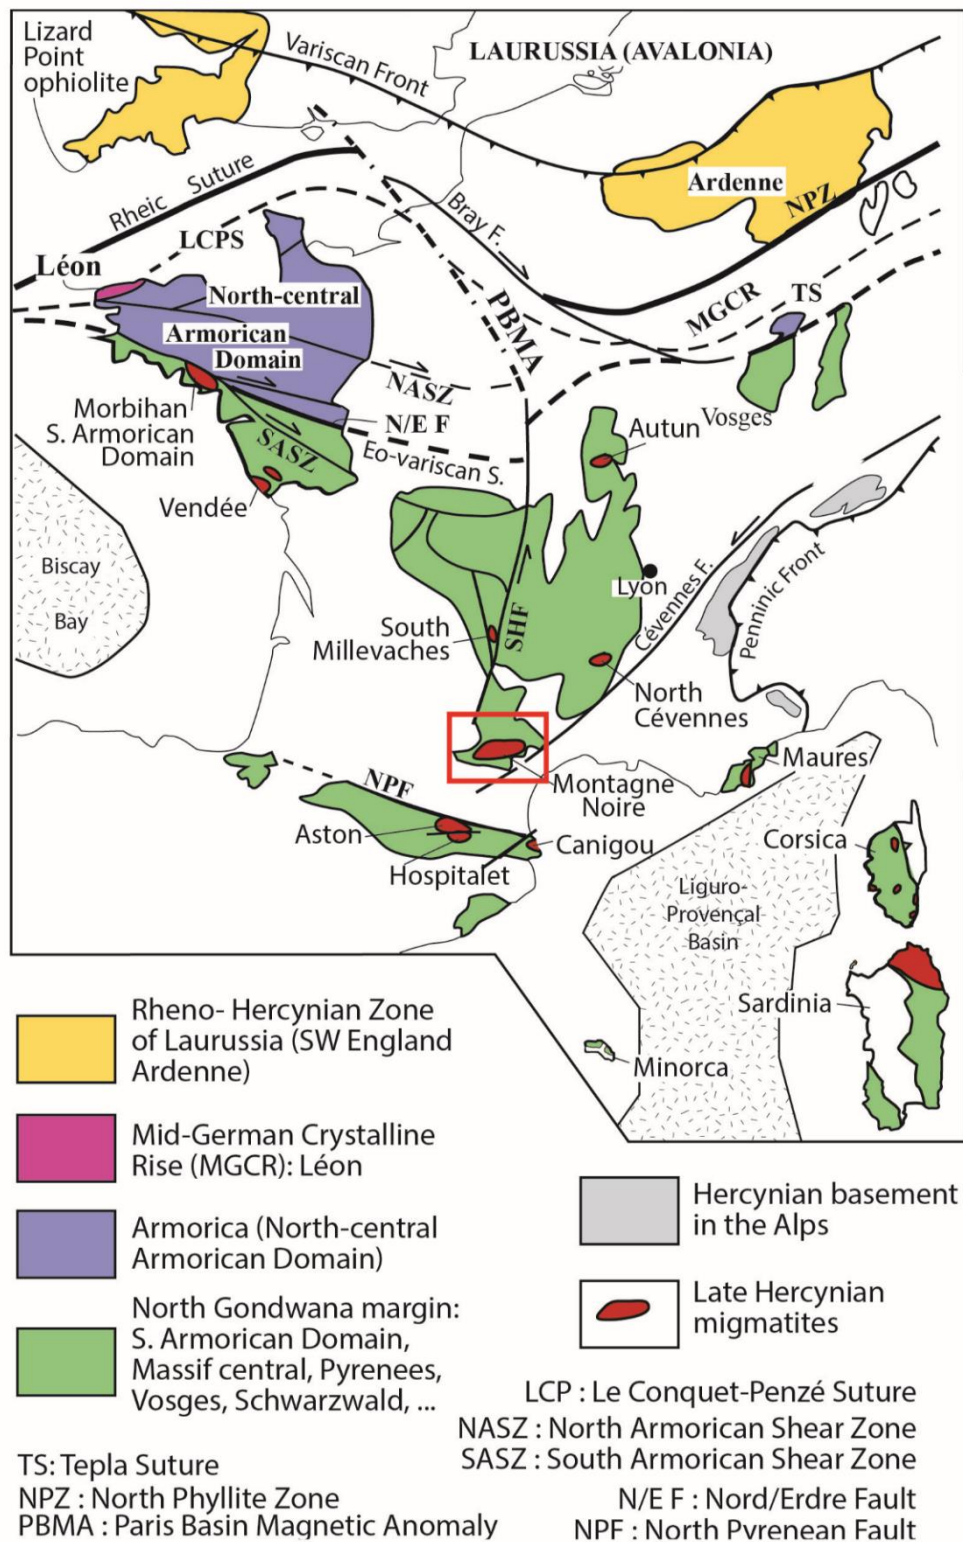 Lizard
Point
ophiolite
Variscan Front
LAURUSSIA (AVALONIA)
Ardenne
NPZ
Rheic Suture
Bray F.
LCPS
Léon
North-central
Armorican
Domain
PBMA
MGCR
TS
NASZ
N/E F
Morbihan
S. Armorican
Domain
SASZ
Eo-variscan S.
Vendée
Autun
Vosges
Biscay
Bay
Lyon
Cévennes F.
Penninic Front
SHF
South
Millevaches
North
Cévennes
Montagne
Noire
Maures
NPF
Aston
Hospitalet
Canigou
Corsica
Liguro-
Provençal
Basin
Sardinia
Minorca
Rheno- Hercynian Zone
of Laurussia (SW England
Ardenne)
Mid-German Crystalline
Rise (MGCR): Léon
Armorica (North-central
Armorican Domain)
North Gondwana margin:
S. Armorican Domain,
Massif central, Pyrenees,
Vosges, Schwarzwald, ...
Hercynian basement
in the Alps
Late Hercynian
migmatites
LCP : Le Conquet-Penzé Suture
NASZ : North Armorican Shear Zone
SASZ : South Armorican Shear Zone
TS: Tepla Suture
NPZ : North Phyllite Zone
PBMA : Paris Basin Magnetic Anomaly
N/E F : Nord/Erdre Fault
NPF : North Pyrenean Fault